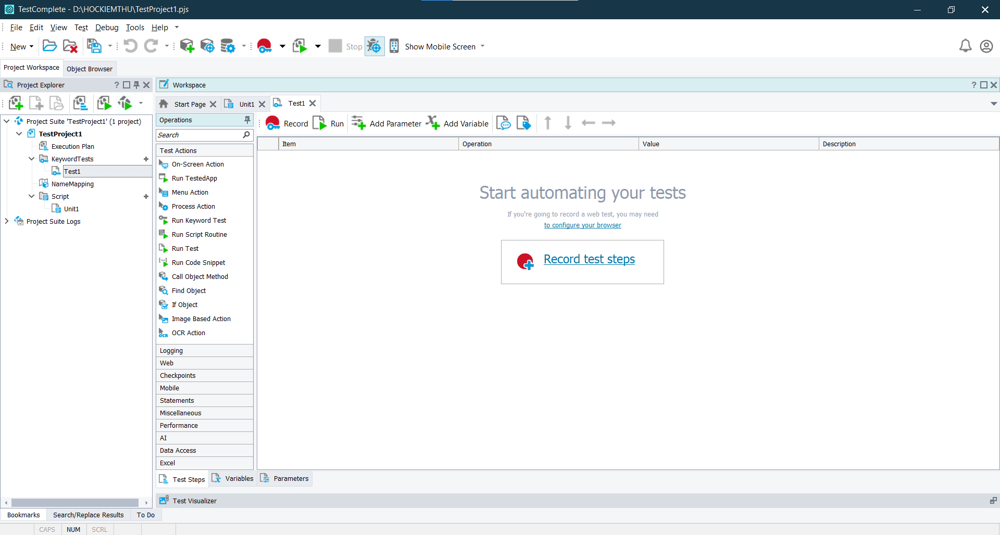 TestComplete - D:\HOCKIEMTHU\TestProject1.pjs
File Edit View Test Debug Tools Help
New Stop Show Mobile Screen
Project Workspace Object Browser
Project Explorer ?
Project Suite 'TestProject1' (1 project)
TestProject1
Execution Plan
KeywordTests
Test1
NameMapping
Script
Unit1
Project Suite Logs
Workspace ?
Start Page Unit1 Test1
Operations
Search
Test Actions
On-Screen Action
Run TestedApp
Menu Action
Process Action
Run Keyword Test
Run Script Routine
Run Test
Run Code Snippet
Call Object Method
Find Object
If Object
Image Based Action
OCR Action
Logging
Web
Checkpoints
Mobile
Statements
Miscellaneous
Performance
AI
Data Access
Excel
Record Run Add Parameter Add Variable
Item Operation Value Description
Start automating your tests
If you're going to record a web test, you may need
to configure your browser
Record test steps
Test Steps Variables Parameters
Test Visualizer
Bookmarks Search/Replace Results To Do
CAPS NUM SCRL